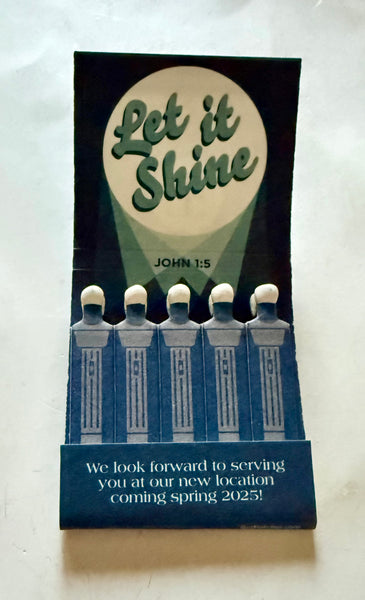 Let it
Shine
JOHN 1:5
We look forward to serving
you at our new location
coming spring 2025!